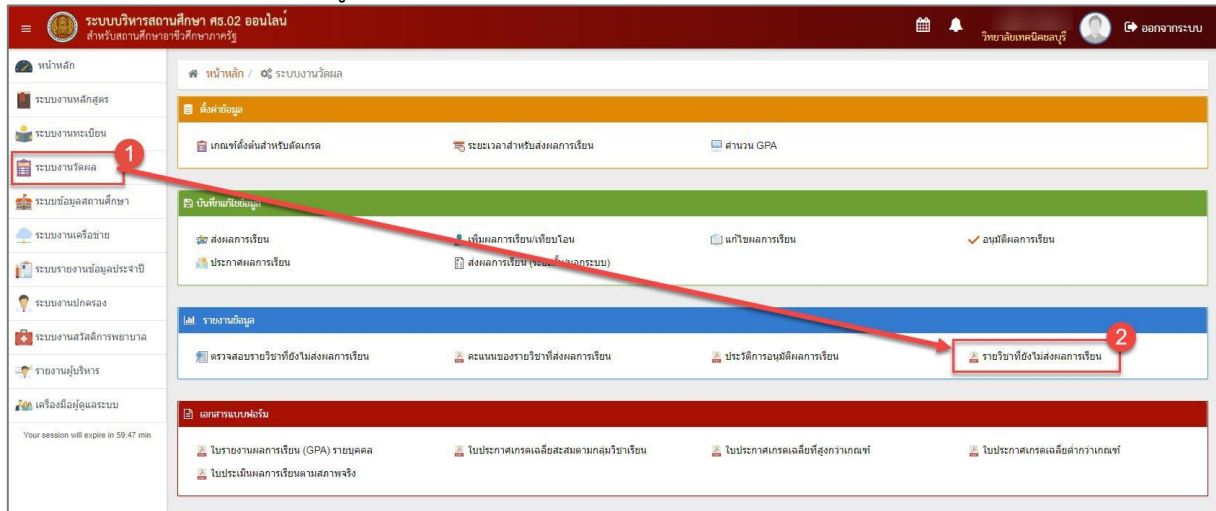 ระบบบริหารสถานศึกษา ศธ.02 ออนไลน์
สำหรับสถานศึกษาอาชีวศึกษาภาครัฐ
วิทยาลัยเทคนิคชลบุรี
ออกจากระบบ
หน้าหลัก
ระบบงานหลักสูตร
ระบบงานทะเบียน
1
ระบบงานวัดผล
ระบบข้อมูลสถานศึกษา
ระบบงานเครือข่าย
ระบบรายงานข้อมูลประจำปี
ระบบงานปกครอง
ระบบงานสวัสดิการพยาบาล
รายงานผู้บริหาร
เครื่องมือผู้ดูแลระบบ
Your session will expire in 59:47 min
หน้าหลัก / ระบบงานวัดผล
ตั้งค่าข้อมูล
เกณฑ์ตั้งต้นสำหรับตัดเกรด
ระยะเวลาสำหรับส่งผลการเรียน
คำนวน GPA
บันทึกแก้ไขข้อมูล
ส่งผลการเรียน
เพิ่มผลการเรียน/เทียบโอน
แก้ไขผลการเรียน
อนุมัติผลการเรียน
ประกาศผลการเรียน
ส่งผลการเรียน (ระยะสั้น/นอกระบบ)
รายงานข้อมูล
2
ตรวจสอบรายวิชาที่ยังไม่ส่งผลการเรียน
คะแนนของรายวิชาที่ส่งผลการเรียน
ประวัติการอนุมัติผลการเรียน
รายวิชาที่ยังไม่ส่งผลการเรียน
เอกสารแบบฟอร์ม
ใบรายงานผลการเรียน (GPA) รายบุคคล
ใบประกาศเกรดเฉลี่ยสะสมตามกลุ่มวิชาเรียน
ใบประกาศเกรดเฉลี่ยที่สูงกว่าเกณฑ์
ใบประกาศเกรดเฉลี่ยต่ำกว่าเกณฑ์
ใบประเมินผลการเรียนตามสภาพจริง